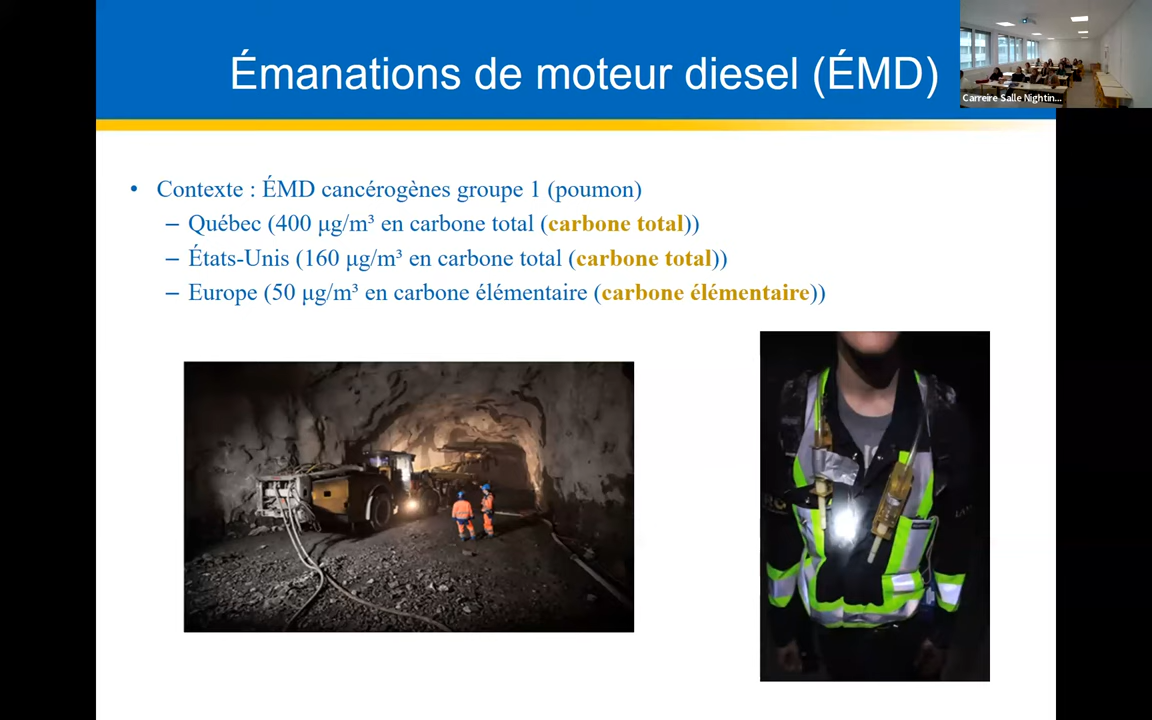 Émanations de moteur diesel (ÉMD)
Carreire Salle Nightin...
• Contexte : ÉMD cancérogènes groupe 1 (poumon)
– Québec (400 μg/m³ en carbone total (carbone total))
– États-Unis (160 μg/m³ en carbone total (carbone total))
– Europe (50 μg/m³ en carbone élémentaire (carbone élémentaire))